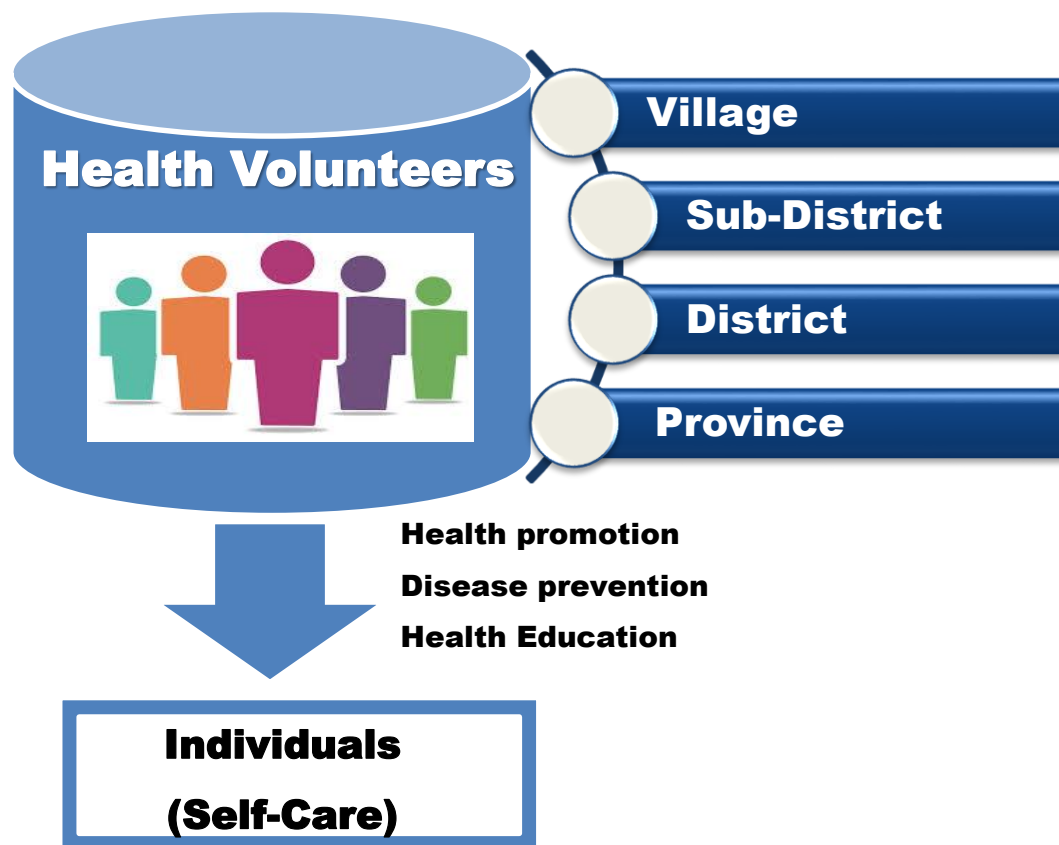 Health Volunteers
Village
Sub-District
District
Province
Health promotion
Disease prevention
Health Education
Individuals
(Self-Care)